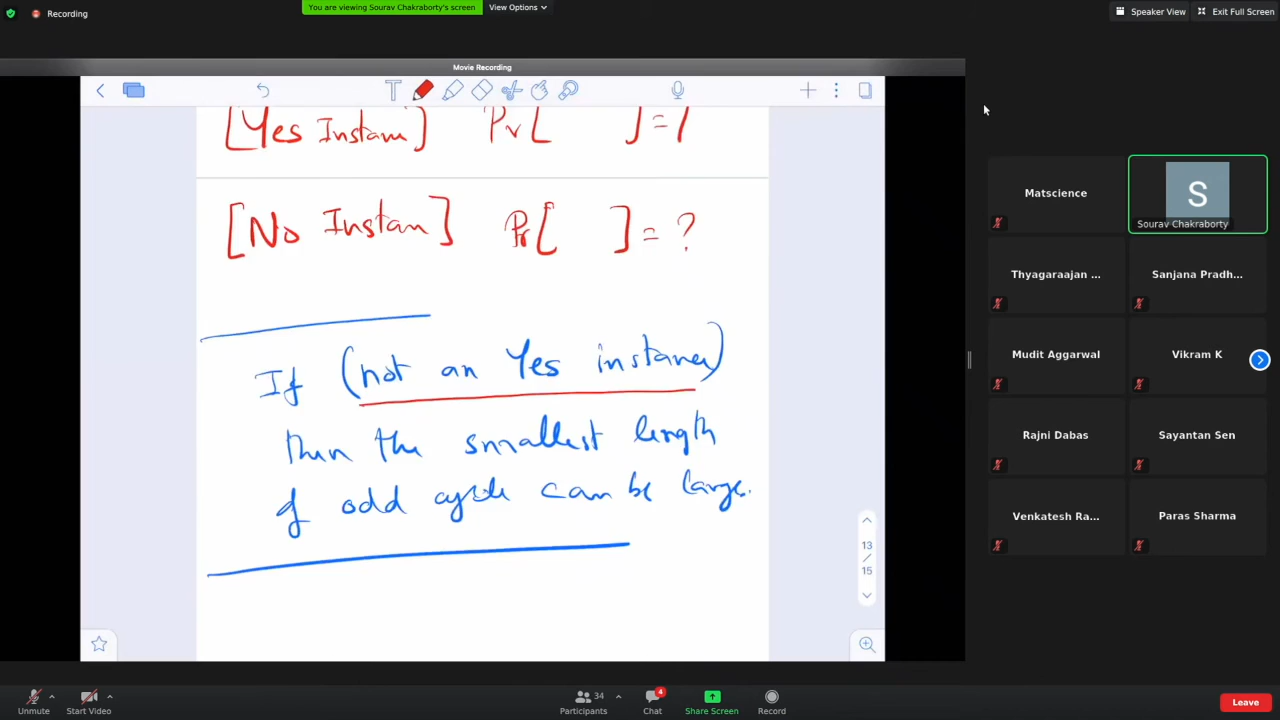 Recording
You are viewing Sourav Chakraborty's screen
View Options
Speaker View
Exit Full Screen
Movie Recording
[Yes Instan] Pr[ ]=1
[No Instan] Pr[ ] = ?
If (not an Yes instance)
then the smallest length
of odd cycle can be large.
13
/
15
Matscience
S
Sourav Chakraborty
Thyagaraajan ...
Sanjana Pradh...
Mudit Aggarwal
Vikram K
Rajni Dabas
Sayantan Sen
Venkatesh Ra...
Paras Sharma
Unmute
Start Video
34
Participants
4
Chat
Share Screen
Record
Leave